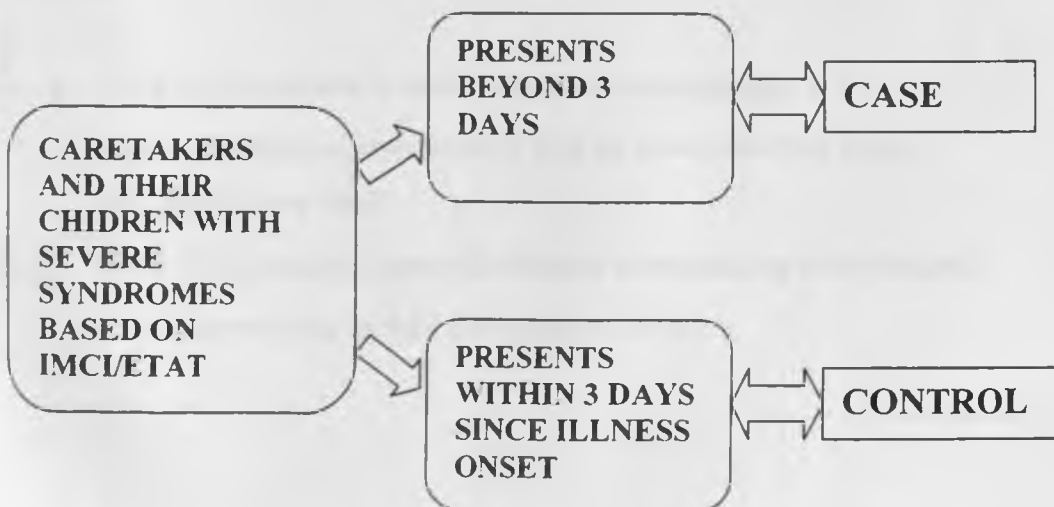 CARETAKERS
AND THEIR
CHIDREN WITH
SEVERE
SYNDROMES
BASED ON
IMCI/ETAT
PRESENTS
BEYOND 3
DAYS
CASE
PRESENTS
WITHIN 3 DAYS
SINCE ILLNESS
ONSET
CONTROL